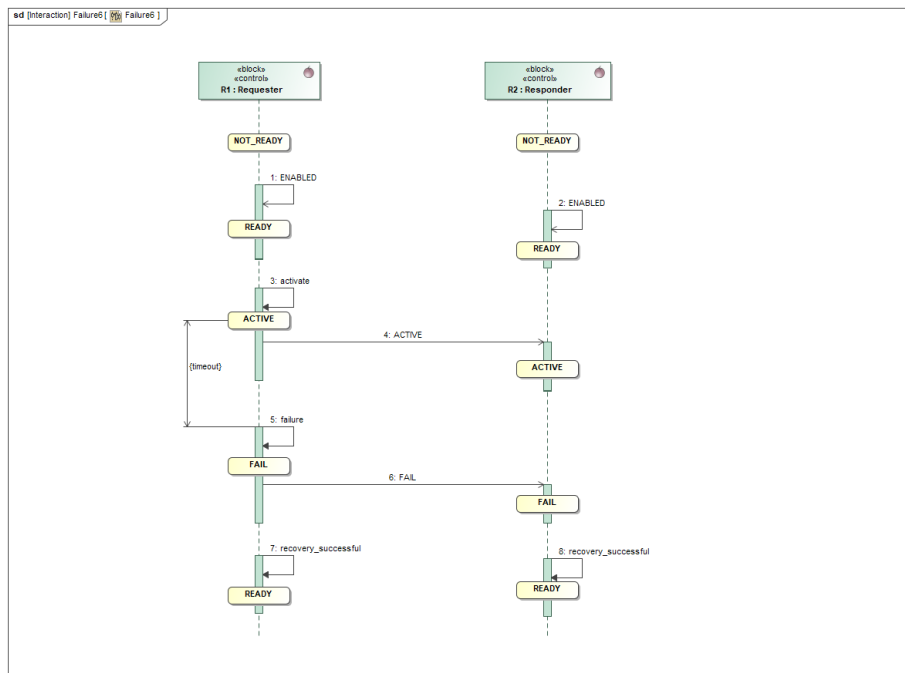 sd [Interaction] Failure6 [ Failure6 ]
«block»
«control»
R1 : Requester
«block»
«control»
R2 : Responder
NOT_READY
NOT_READY
1: ENABLED
2: ENABLED
READY
READY
3: activate
ACTIVE
4: ACTIVE
{timeout}
ACTIVE
5: failure
FAIL
6: FAIL
FAIL
7: recovery_successful
8: recovery_successful
READY
READY